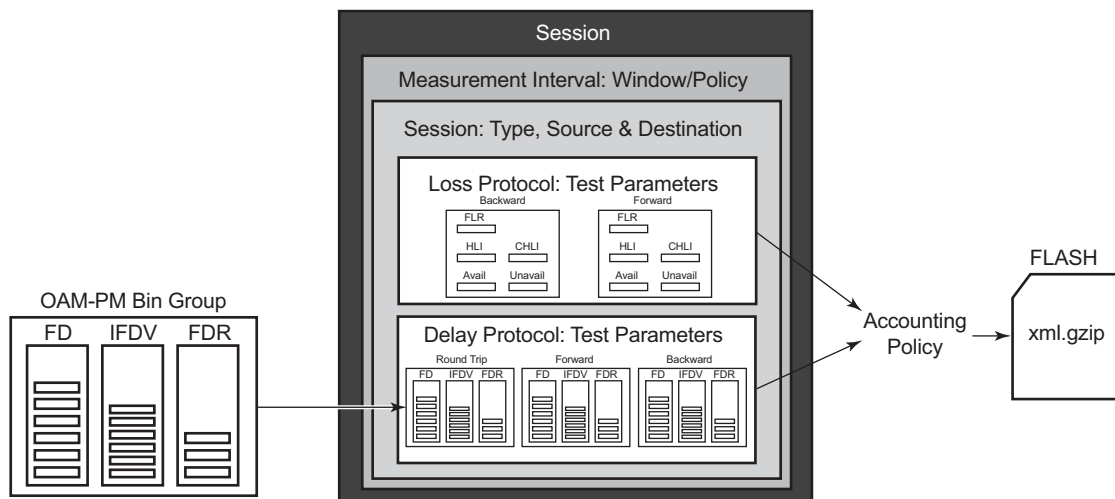 Session
Measurement Interval: Window/Policy
Session: Type, Source & Destination
Loss Protocol: Test Parameters
Backward
FLR
HLI CHLI
Avail Unavail
Forward
FLR
HLI CHLI
Avail Unavail
OAM-PM Bin Group
FD IFDV FDR
Delay Protocol: Test Parameters
Round Trip
FD IFDV FDR
Forward
FD IFDV FDR
Backward
FD IFDV FDR
Accounting
Policy
FLASH
xml.gzip